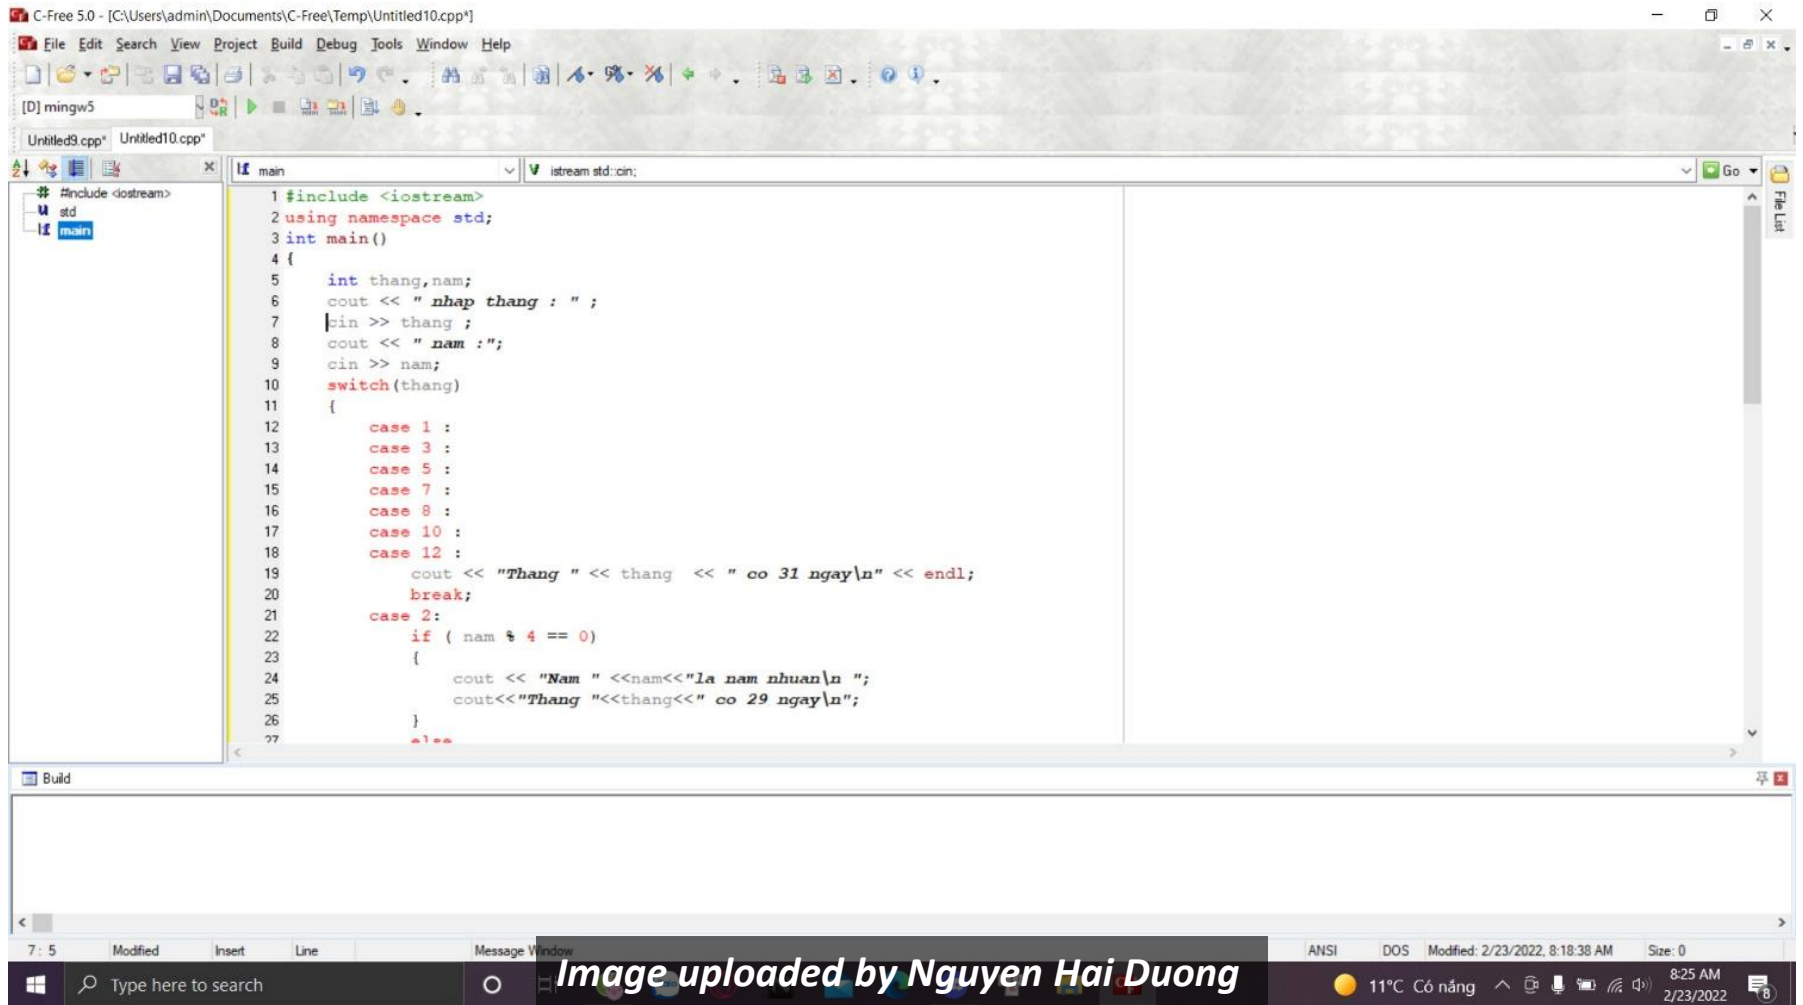 C-Free 5.0 - [C:\Users\admin\Documents\C-Free\Temp\Untitled10.cpp*]
File Edit Search View Project Build Debug Tools Window Help
[D] mingw5
Untitled9.cpp* Untitled10.cpp*
main
istream std::cin;
Go
File List
#include <iostream>
std
main
1 #include <iostream>
2 using namespace std;
3 int main()
4 {
5 int thang,nam;
6 cout << " nhap thang : " ;
7 cin >> thang ;
8 cout << " nam :";
9 cin >> nam;
10 switch(thang)
11 {
12 case 1 :
13 case 3 :
14 case 5 :
15 case 7 :
16 case 8 :
17 case 10 :
18 case 12 :
19 cout << "Thang " << thang << " co 31 ngay\n" << endl;
20 break;
21 case 2:
22 if ( nam % 4 == 0)
23 {
24 cout << "Nam " <<nam<<"la nam nhuan\n ";
25 cout<<"Thang "<<thang<<" co 29 ngay\n";
26 }
27 else
Build
7: 5 Modified Insert Line Message Window ANSI DOS Modified: 2/23/2022, 8:18:38 AM Size: 0
Image uploaded by Nguyen Hai Duong
Type here to search
11°C Có nắng
8:25 AM
2/23/2022
8